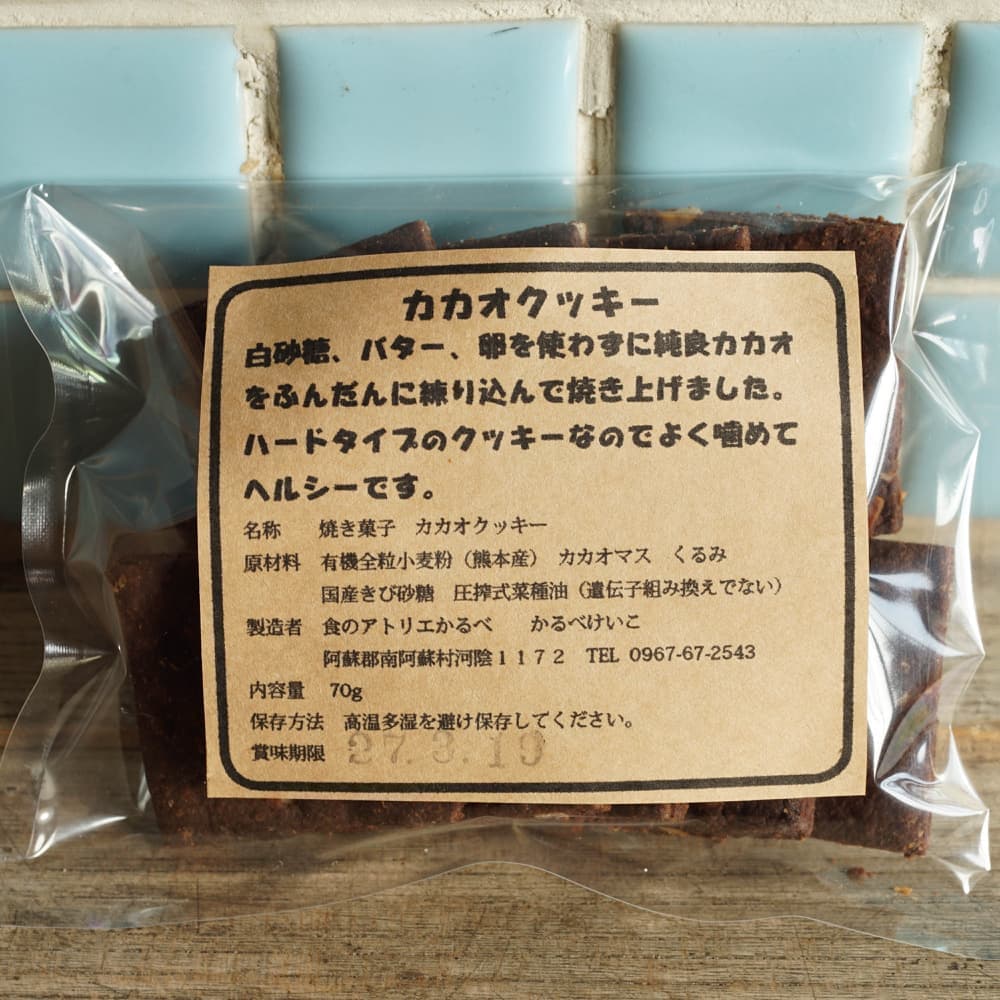 カカオクッキー
白砂糖、バター、卵を使わずに純良カカオ
をふんだんに練り込んで焼き上げました。
ハードタイプのクッキーなのでよく噛めて
ヘルシーです。
名称　焼き菓子　カカオクッキー
原材料　有機全粒小麦粉（熊本産）　カカオマス　くるみ
国産きび砂糖　圧搾式菜種油（遺伝子組み換えでない）
製造者　食のアトリエかるべ　　かるべけいこ
阿蘇郡南阿蘇村河陰１１７２　TEL 0967-67-2543
内容量　70g
保存方法　高温多湿を避け保存してください。
賞味期限　27.3.19